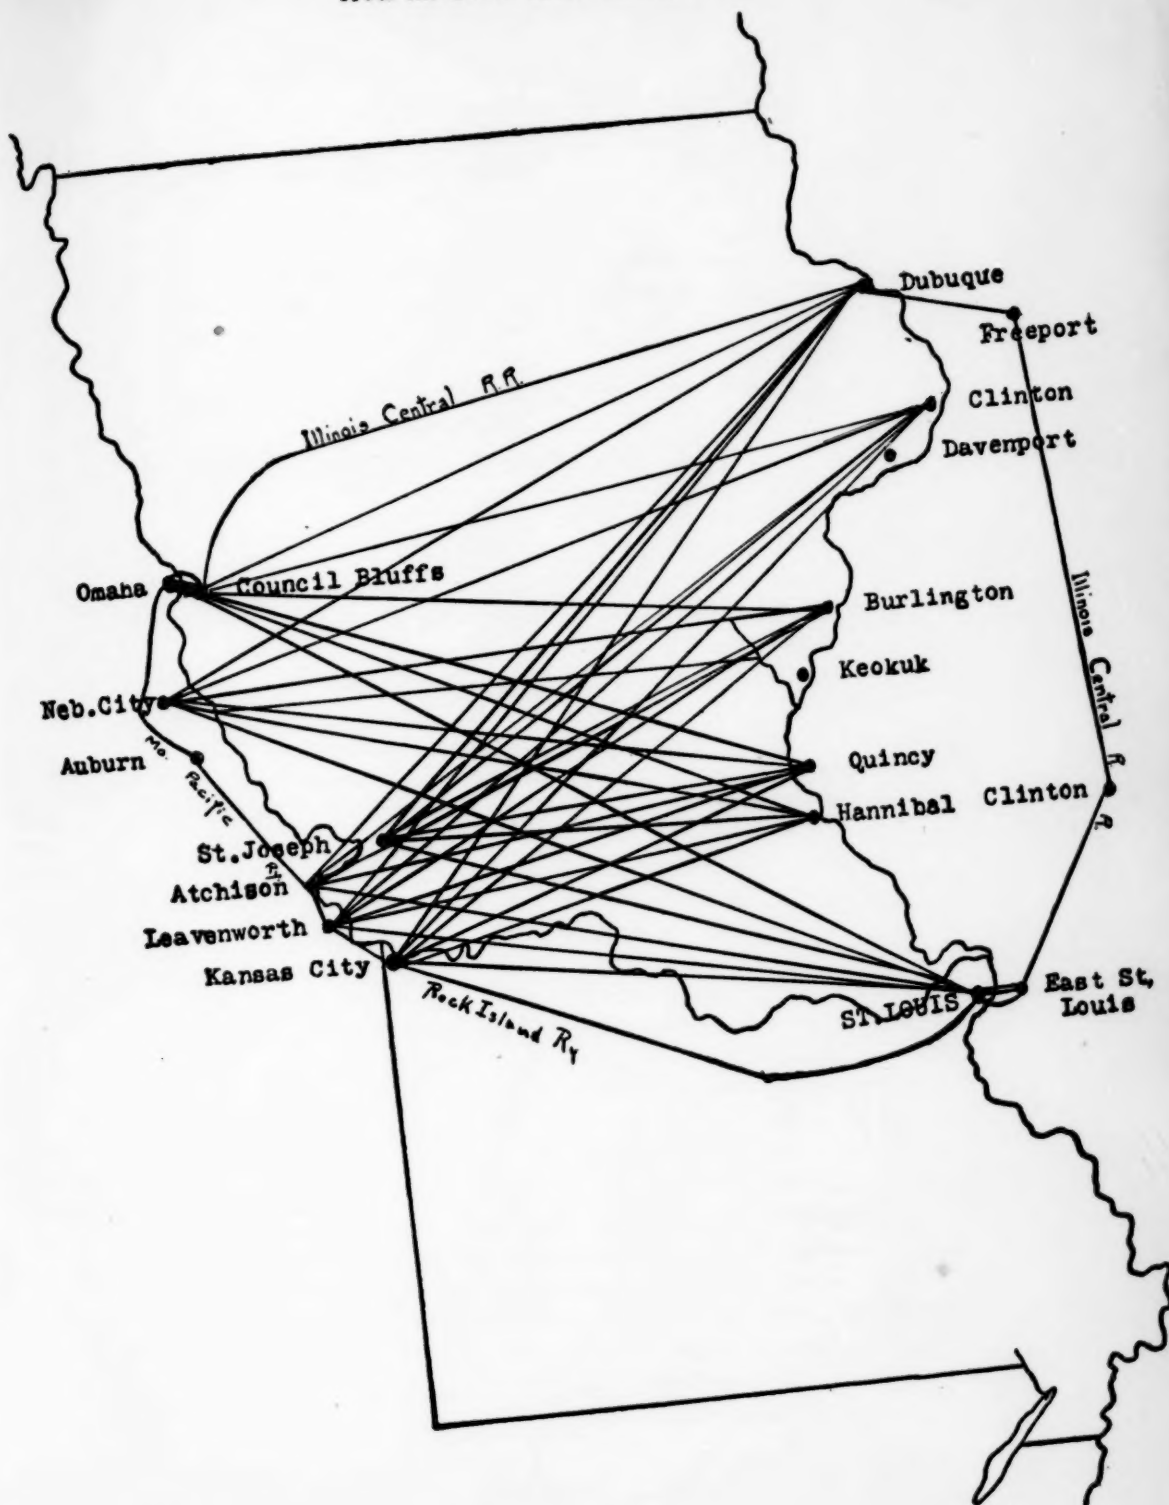 Dubuque
Freeport
Illinois Central R R.
Clinton
Davenport
Omaha
Council Bluffs
Burlington
Illinois Central R R.
Keokuk
Neb.City
Mo. Pacific R
Auburn
Quincy
Hannibal
Clinton
St.Joseph
Atchison
Leavenworth
Kansas City
Rock Island Ry
ST.LOUIS
East St,
Louis